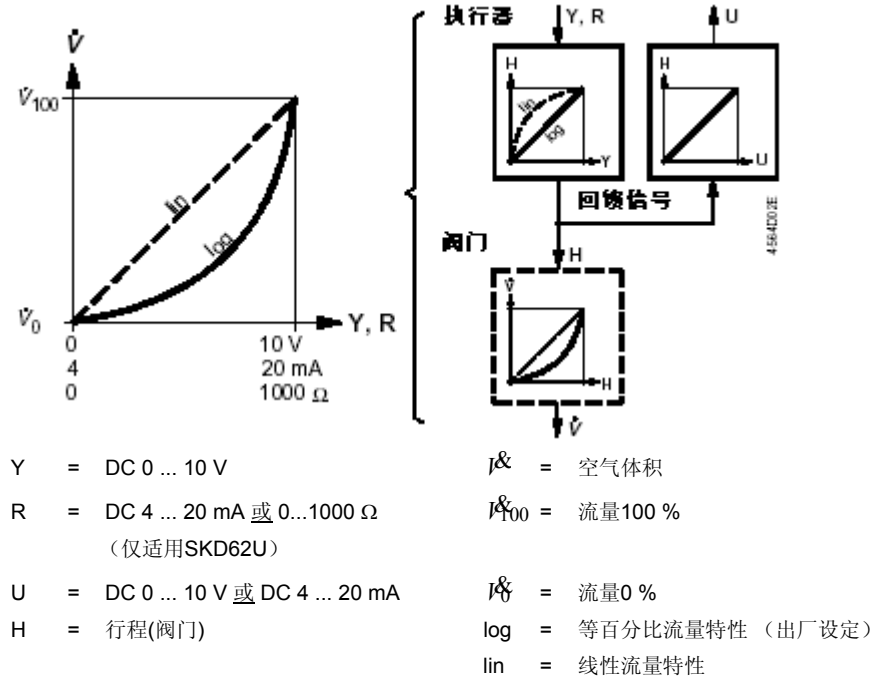 V̇
V̇100
lin
log
V̇0
Y, R
0 10 V
4 20 mA
0 1000 Ω
执行器
Y, R
U
H
lin
log
Y
H
U
回馈信号
4564D02E
阀门
H
V̇
H
V̇
Y = DC 0 ... 10 V
R = DC 4 ... 20 mA 或 0...1000 Ω
（仅适用SKD62U）
U = DC 0 ... 10 V 或 DC 4 ... 20 mA
H = 行程(阀门)
V& = 空气体积
V&100 = 流量100 %
V&0 = 流量0 %
log = 等百分比流量特性 （出厂设定）
lin = 线性流量特性